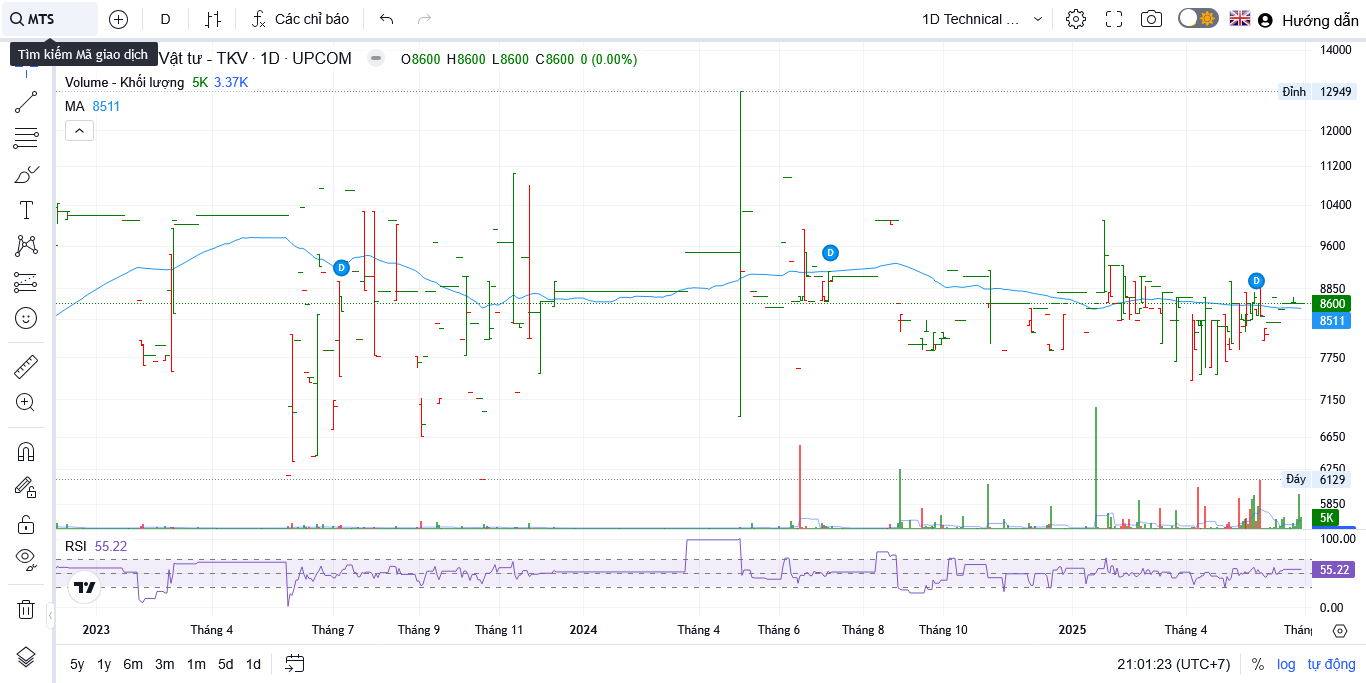 MTS
D
Các chỉ báo
1D Technical ...
Hướng dẫn
Tìm kiếm Mã giao dịch
Vật tư - TKV · 1D · UPCOM
O8600 H8600 L8600 C8600 0 (0.00%)
Volume - Khối lượng 5K 3.37K
MA 8511
14000
Đỉnh 12949
12000
11200
10400
9600
8850
8600
8511
7750
7150
6650
6250
Đáy 6129
5850
5K
D
D
D
RSI 55.22
100.00
55.22
0.00
2023 Tháng 4 Tháng 7 Tháng 9 Tháng 11 2024 Tháng 4 Tháng 6 Tháng 8 Tháng 10 2025 Tháng 4 Tháng
5y 1y 6m 3m 1m 5d 1d
21:01:23 (UTC+7) % log tự động